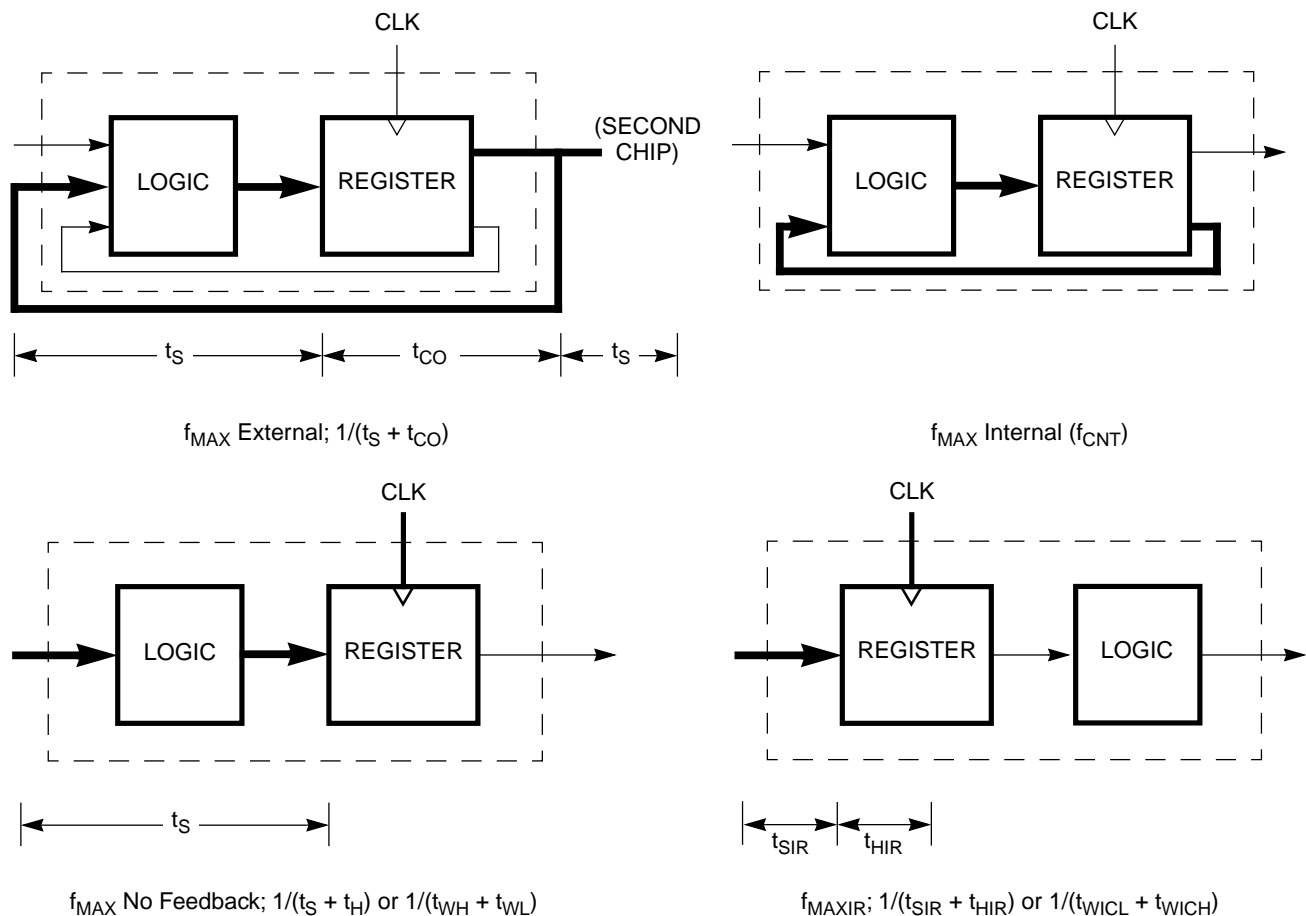 CLK
LOGIC
REGISTER
(SECOND
CHIP)
tS
tCO
tS
fMAX External; 1/(tS + tCO)
CLK
LOGIC
REGISTER
fMAX Internal (fCNT)
CLK
LOGIC
REGISTER
tS
fMAX No Feedback; 1/(tS + tH) or 1/(tWH + tWL)
CLK
REGISTER
LOGIC
tSIR
tHIR
fMAXIR; 1/(tSIR + tHIR) or 1/(tWICL + tWICH)